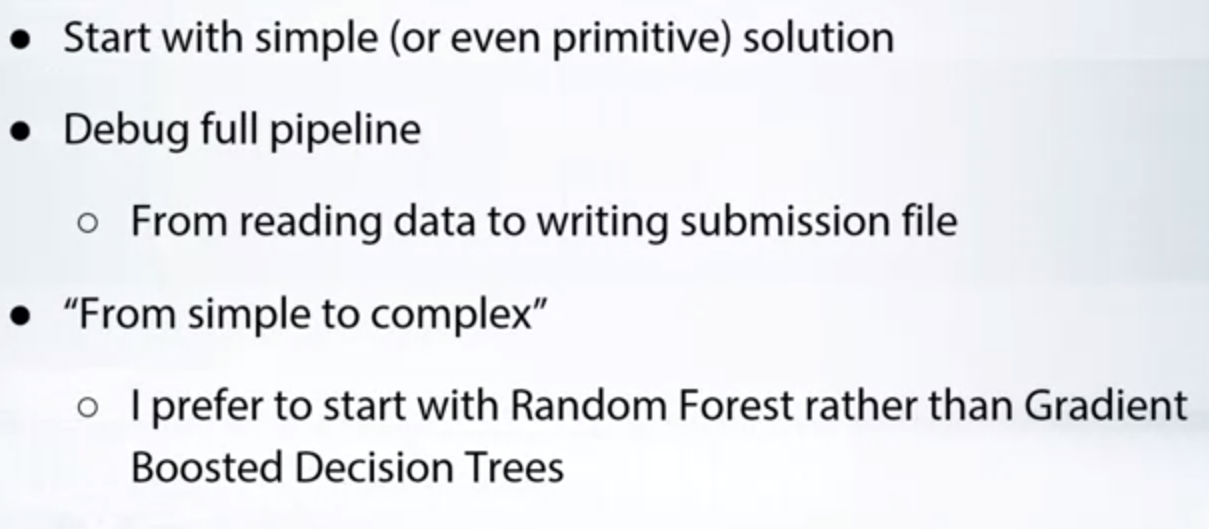 ● Start with simple (or even primitive) solution
● Debug full pipeline
○ From reading data to writing submission file
● “From simple to complex”
○ I prefer to start with Random Forest rather than Gradient
Boosted Decision Trees